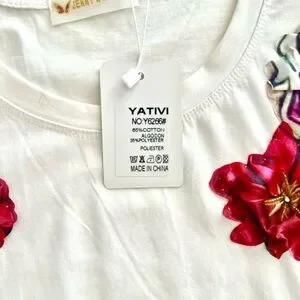 YATIVI
NO:Y6266#
65%COTTON
ALGODON
35%POLYESTER
POLIESTER
MADE IN CHINA